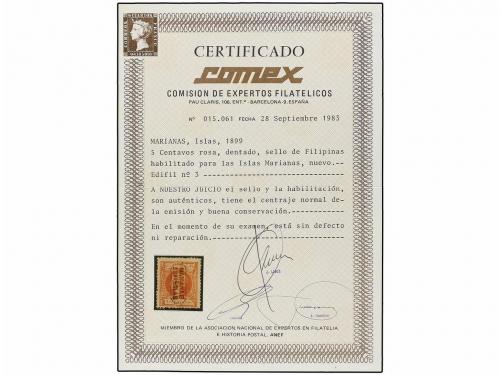 CERTIFICADO
comex
COMISION DE EXPERTOS FILATELICOS
PAU CLARIS, 106, ENT.º - BARCELONA-9, ESPAÑA
Nº 015.061 FECHA 28 Septiembre 1983
MARIANAS, Islas, 1899
5 Centavos rosa, dentado, sello de Filipinas
habilitado para las Islas Marianas, nuevo.
Edifil nº 3
A NUESTRO JUICIO el sello y la habilitación,
son auténticos, tiene el centraje normal de
la emisión y buena conservación.
En el momento de su examen, está sin defecto
ni reparación.
MIEMBRO DE LA ASOCIACION NACIONAL DE EXPERTOS EN FILATELIA
E HISTORIA POSTAL, ANEF